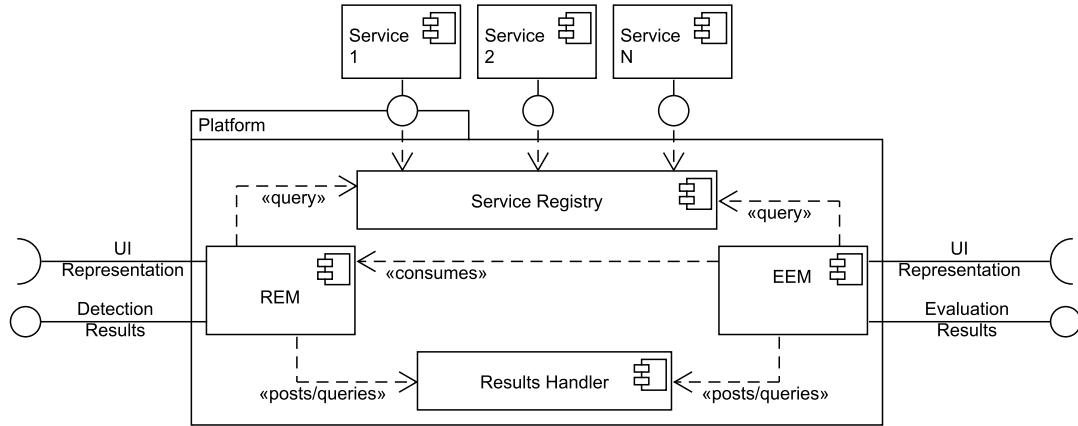 Service
1
Service
2
Service
N
Platform
Service Registry
«query»
«query»
UI
Representation
REM
«consumes»
EEM
UI
Representation
Detection
Results
Evaluation
Results
Results Handler
«posts/queries»
«posts/queries»